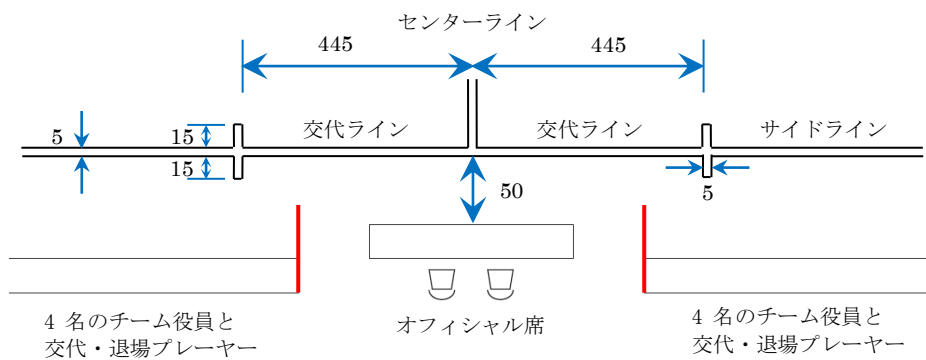 センターライン
445
445
5
15
交代ライン
交代ライン
サイドライン
15
50
5
4 名のチーム役員と
交代・退場プレーヤー
オフィシャル席
4 名のチーム役員と
交代・退場プレーヤー